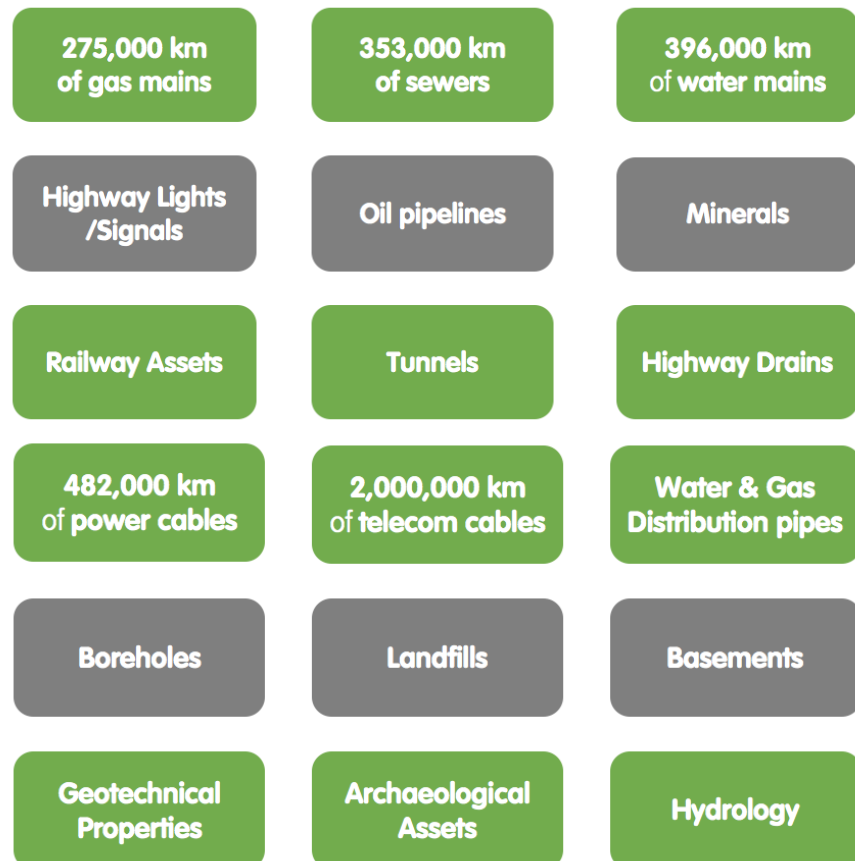 275,000 km
of gas mains
353,000 km
of sewers
396,000 km
of water mains
Highway Lights
/Signals
Oil pipelines
Minerals
Railway Assets
Tunnels
Highway Drains
482,000 km
of power cables
2,000,000 km
of telecom cables
Water & Gas
Distribution pipes
Boreholes
Landfills
Basements
Geotechnical
Properties
Archaeological
Assets
Hydrology